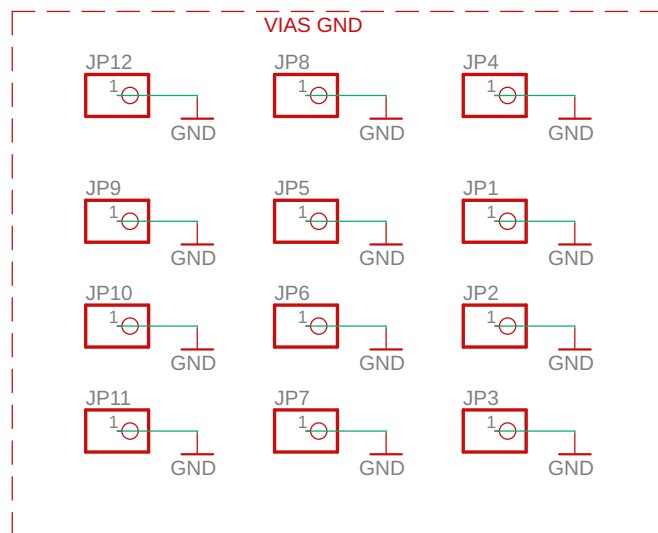 VIAS GND
JP12 JP8 JP4
1 1 1
GND GND GND
JP9 JP5 JP1
1 1 1
GND GND GND
JP10 JP6 JP2
1 1 1
GND GND GND
JP11 JP7 JP3
1 1 1
GND GND GND